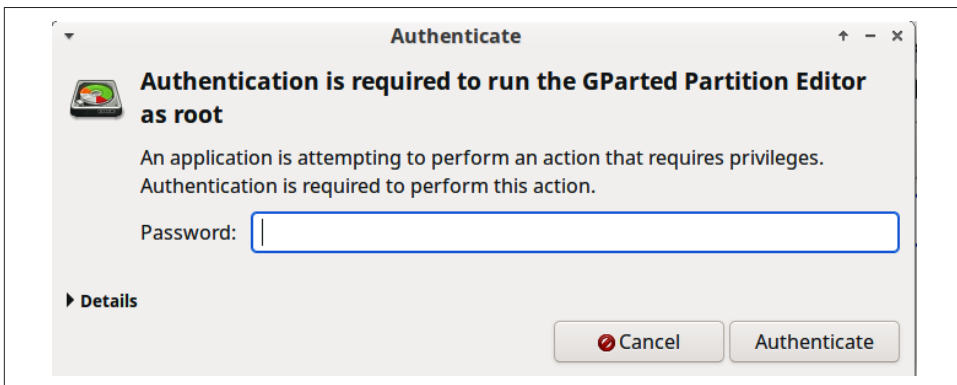 Authenticate
Authentication is required to run the GParted Partition Editor
as root
An application is attempting to perform an action that requires privileges.
Authentication is required to perform this action.
Password:
Details
Cancel
Authenticate